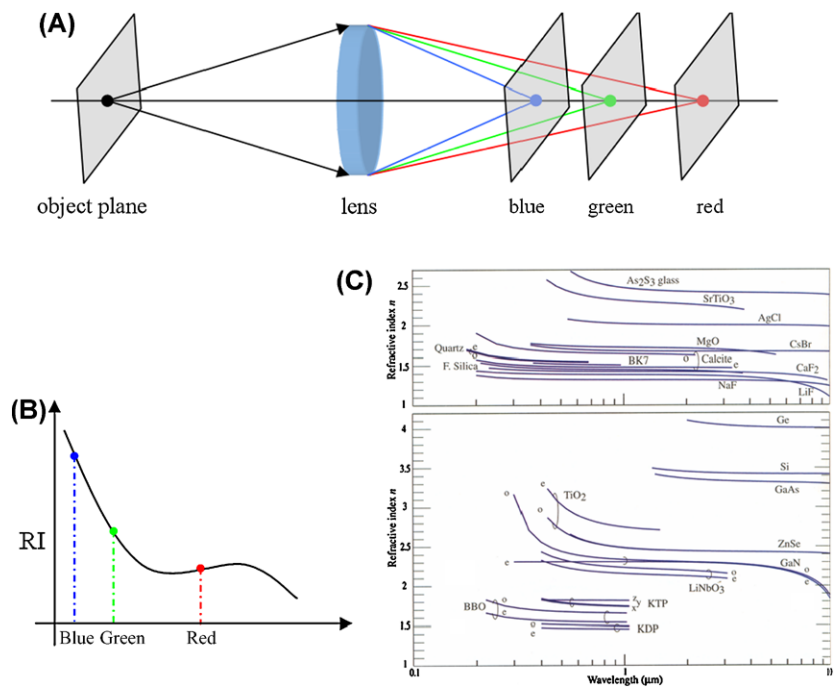 (A)
object plane
lens
blue
green
red
(B)
RI
Blue
Green
Red
(C)
Refractive index n
2.5
2
1.5
1
As2S3 glass
SrTiO3
AgCl
MgO
CsBr
Quartz
e
o
BK7
o
Calcite
e
F. Silica
CaF2
NaF
LiF
Refractive index n
4
3.5
3
2.5
2
1.5
1
Ge
Si
GaAs
e
o
o
TiO2
ZnSe
e
GaN
o
e
o
e
LiNbO3
BBO
o
e
z
y
x
KTP
o
e
KDP
0.1
1
10
Wavelength (μm)